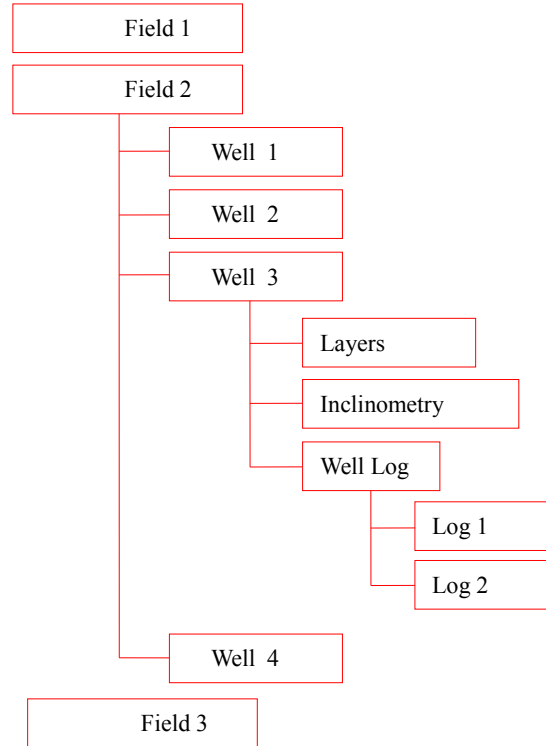 Field 1
Field 2
Well 1
Well 2
Well 3
Layers
Inclinometry
Well Log
Log 1
Log 2
Well 4
Field 3